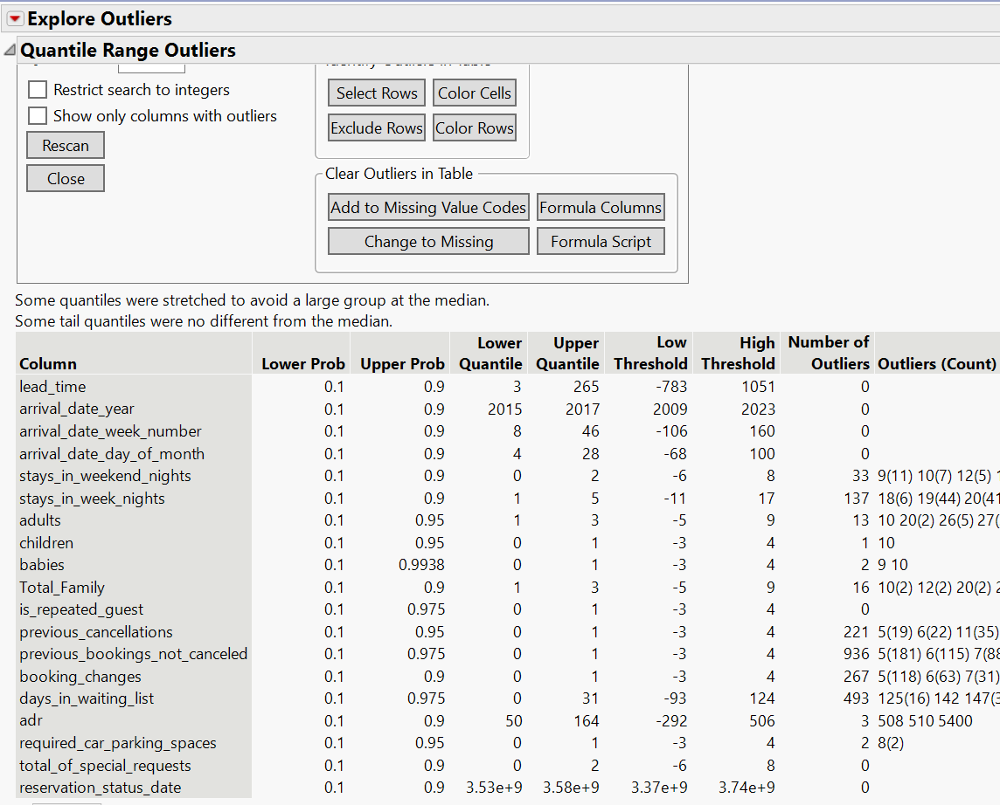 Explore Outliers
Quantile Range Outliers
Restrict search to integers
Show only columns with outliers
Rescan
Close
Identify Outliers in Table
Select Rows Color Cells
Exclude Rows Color Rows
Clear Outliers in Table
Add to Missing Value Codes Formula Columns
Change to Missing Formula Script
Some quantiles were stretched to avoid a large group at the median.
Some tail quantiles were no different from the median.
Column Lower Prob Upper Prob Lower Quantile Upper Quantile Low Threshold High Threshold Number of Outliers Outliers (Count)
lead_time 0.1 0.9 3 265 -783 1051 0
arrival_date_year 0.1 0.9 2015 2017 2009 2023 0
arrival_date_week_number 0.1 0.9 8 46 -106 160 0
arrival_date_day_of_month 0.1 0.9 4 28 -68 100 0
stays_in_weekend_nights 0.1 0.9 0 2 -6 8 33 9(11) 10(7) 12(5) 1
stays_in_week_nights 0.1 0.9 1 5 -11 17 137 18(6) 19(44) 20(41
adults 0.1 0.95 1 3 -5 9 13 10 20(2) 26(5) 27(
children 0.1 0.95 0 1 -3 4 1 10
babies 0.1 0.9938 0 1 -3 4 2 9 10
Total_Family 0.1 0.9 1 3 -5 9 16 10(2) 12(2) 20(2) 2
is_repeated_guest 0.1 0.975 0 1 -3 4 0
previous_cancellations 0.1 0.95 0 1 -3 4 221 5(19) 6(22) 11(35)
previous_bookings_not_canceled 0.1 0.975 0 1 -3 4 936 5(181) 6(115) 7(88
booking_changes 0.1 0.9 0 1 -3 4 267 5(118) 6(63) 7(31)
days_in_waiting_list 0.1 0.975 0 31 -93 124 493 125(16) 142 147(3
adr 0.1 0.9 50 164 -292 506 3 508 510 5400
required_car_parking_spaces 0.1 0.95 0 1 -3 4 2 8(2)
total_of_special_requests 0.1 0.9 0 2 -6 8 0
reservation_status_date 0.1 0.9 3.53e+9 3.58e+9 3.37e+9 3.74e+9 0